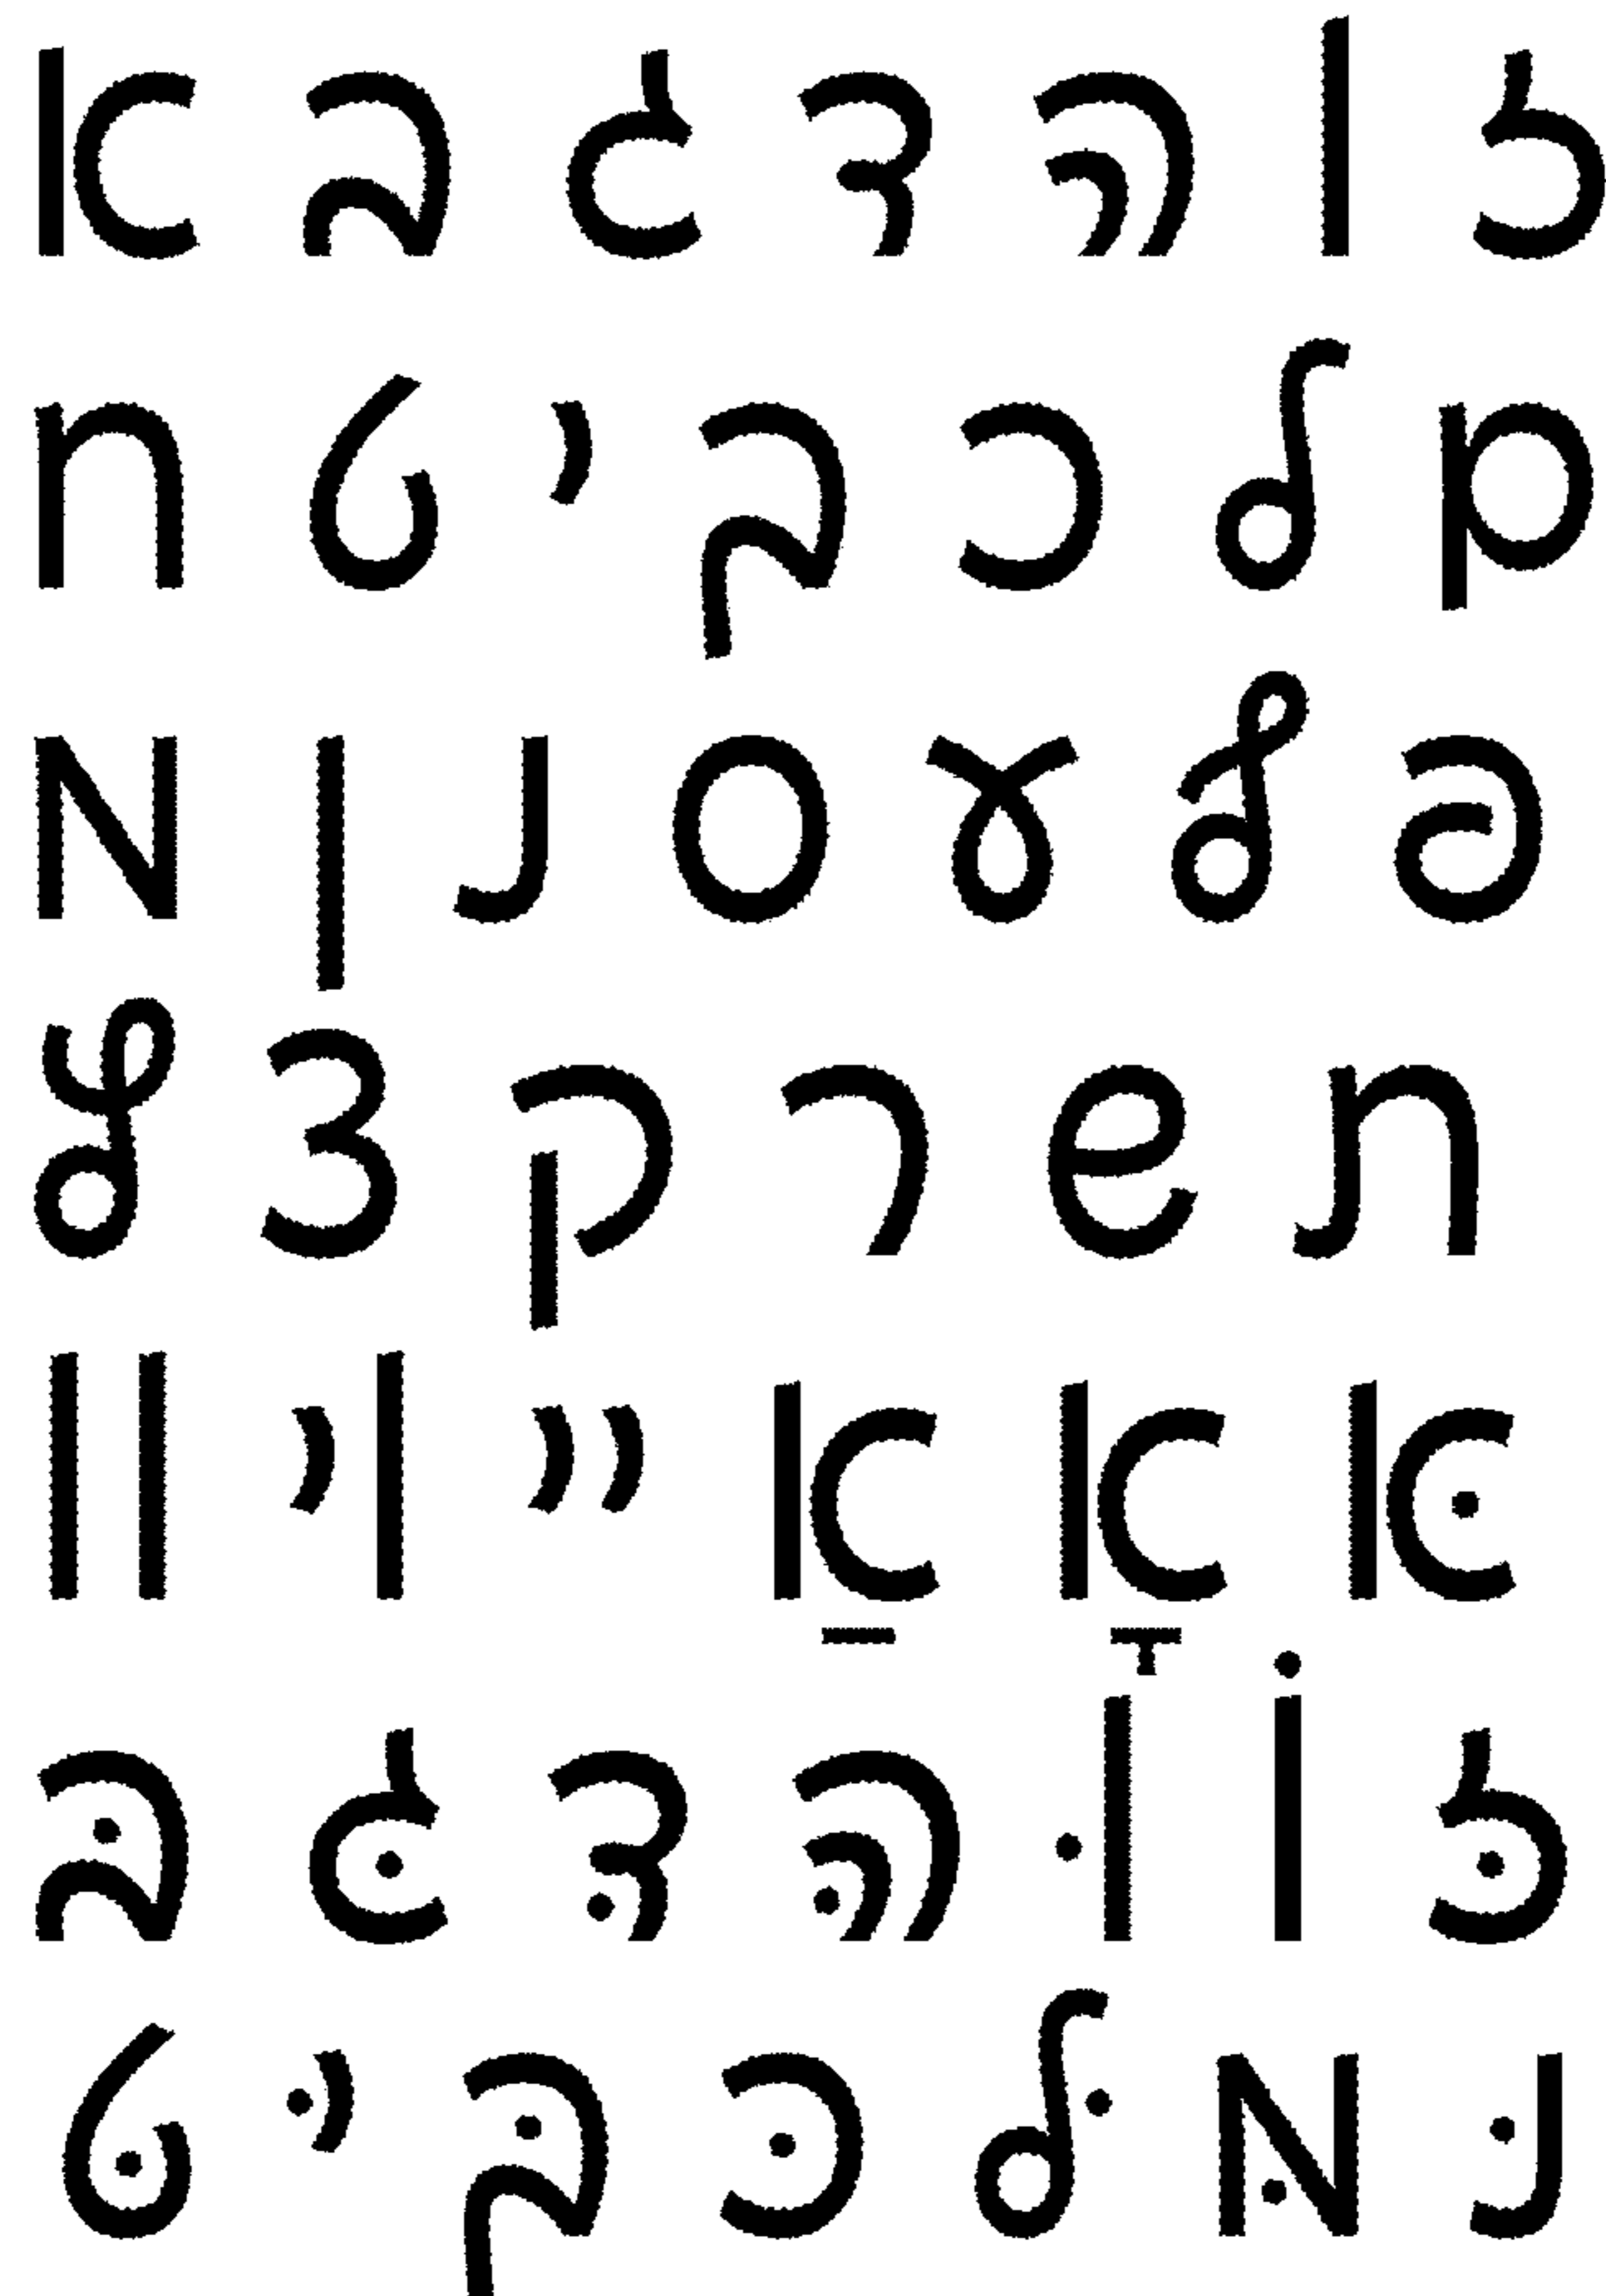 א ב ג ד ה ו ז
ח ט י ך כ ל ם
מ ן נ ס ע ף פ
ץ צ ק ר ש ת
װ ױ ײ אַ אָ אּ
בּ גּ דּ הּ וּ וֹ זּ
טּ יּ ךּ כּ לּ מּ נּ